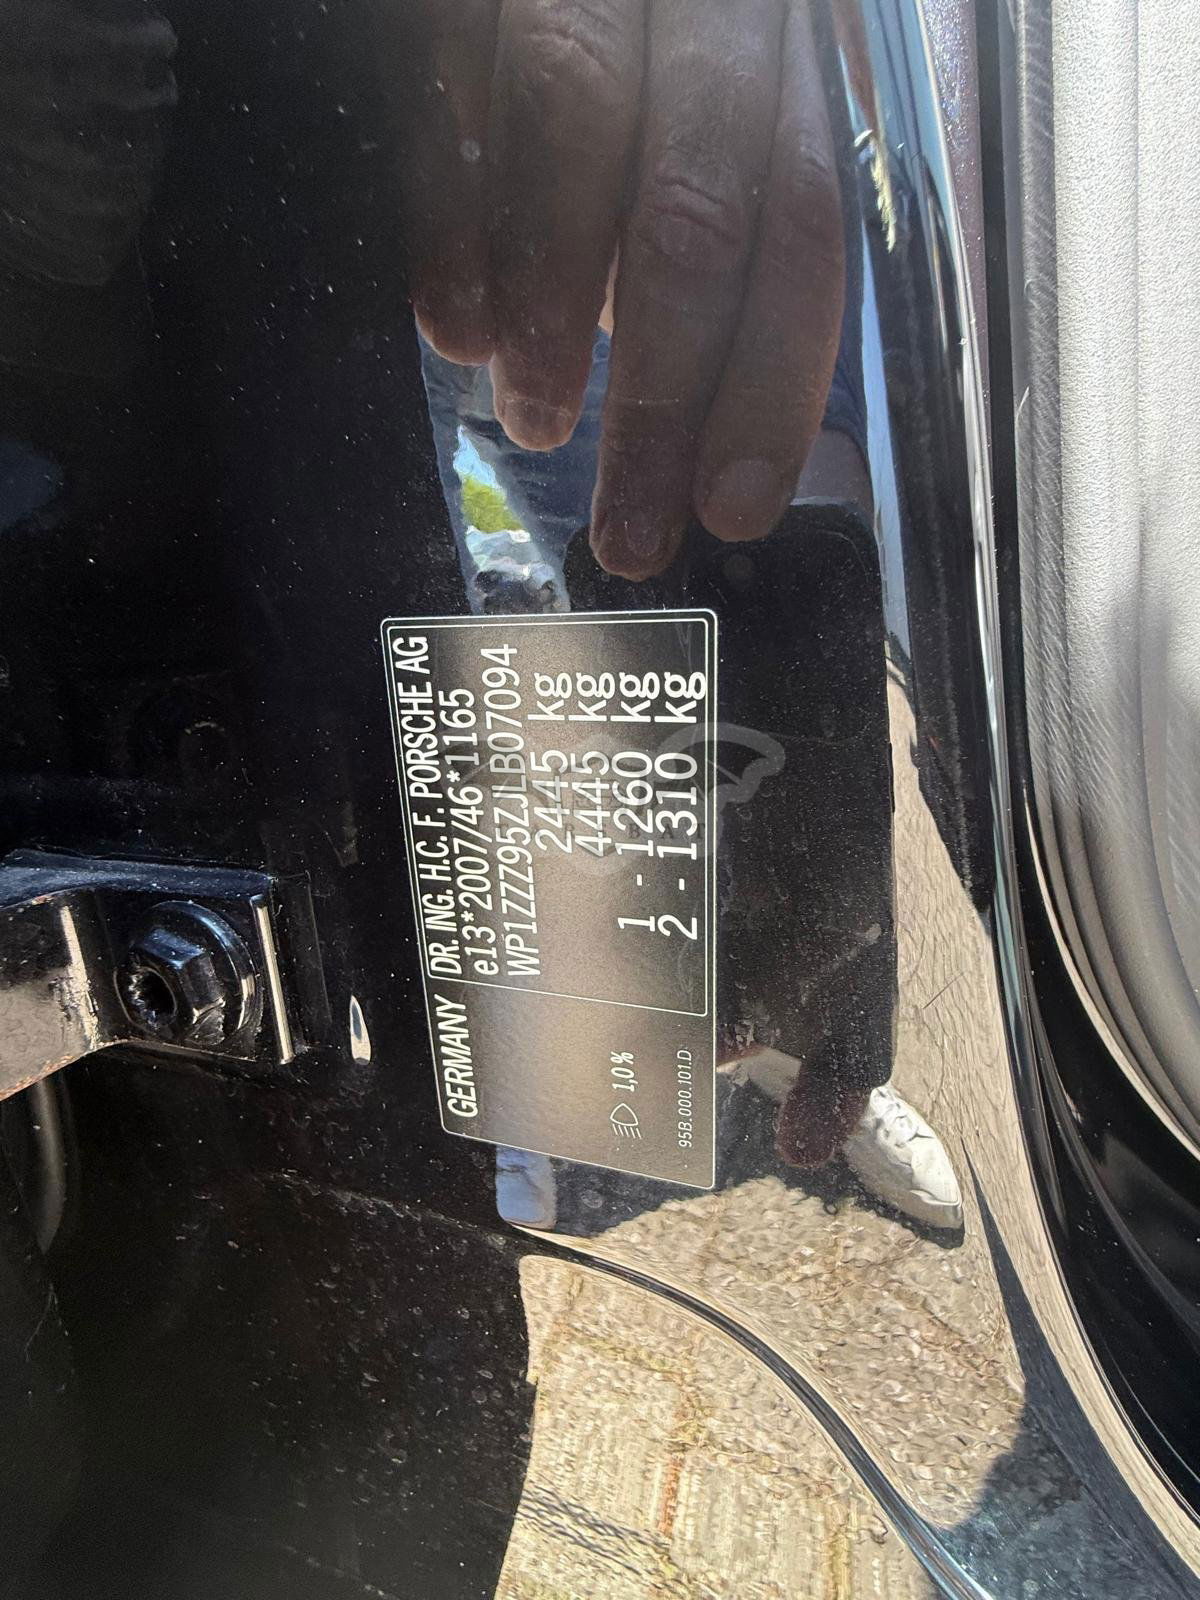 GERMANY DR. ING. H.C. F. PORSCHE AG
e13*2007/46*1165
WP1ZZZ95ZJLB07094
2445 kg
4445 kg
1 - 1260 kg
2 - 1310 kg
1,0%
95B.000.101.D